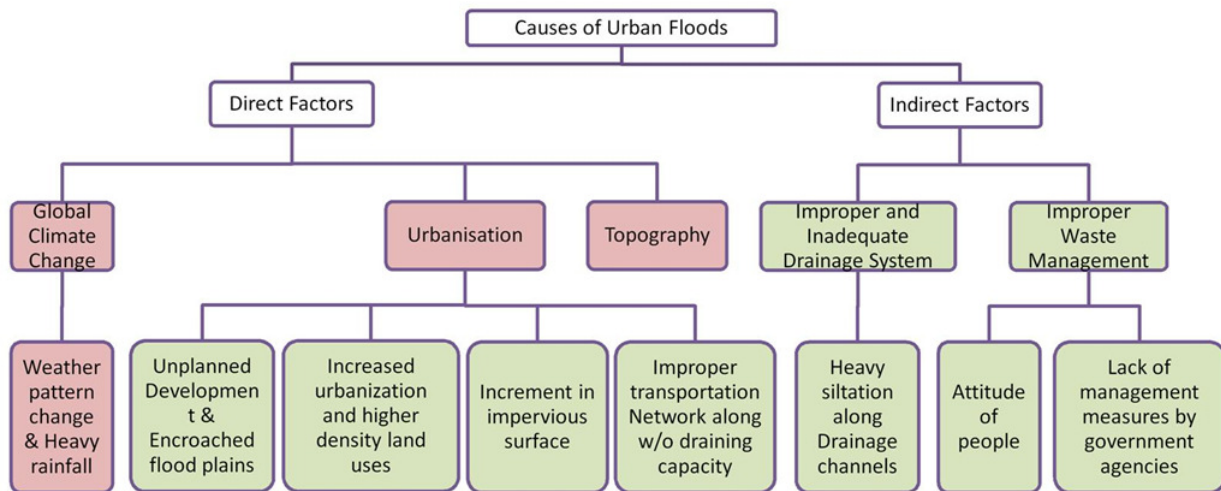 Causes of Urban Floods
Direct Factors
Indirect Factors
Global
Climate
Change
Urbanisation
Topography
Improper and
Inadequate
Drainage System
Improper
Waste
Management
Weather
pattern
change
& Heavy
rainfall
Unplanned
Developmen
t &
Encroached
flood plains
Increased
urbanization
and higher
density land
uses
Increment in
impervious
surface
Improper
transportation
Network along
w/o draining
capacity
Heavy
siltation
along
Drainage
channels
Attitude
of
people
Lack of
management
measures by
government
agencies